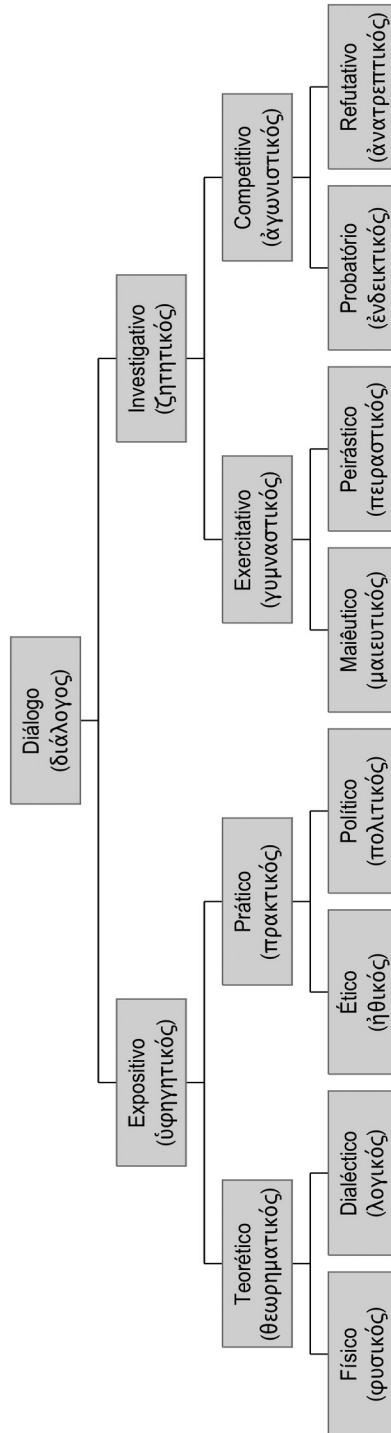 Diálogo
(διάλογος)
Expositivo
(ὑφηγητικός)
Investigativo
(ζητητικός)
Teorético
(θεωρηματικός)
Prático
(πρακτικός)
Exercitativo
(γυμναστικός)
Competitivo
(ἀγωνιστικός)
Físico
(φυσικός)
Dialéctico
(λογικός)
Ético
(ἠθικός)
Político
(πολιτικός)
Maiêutico
(μαιευτικός)
Peirástico
(πειραστικός)
Probatório
(ἐνδεικτικός)
Refutativo
(ἀνατρεπτικός)